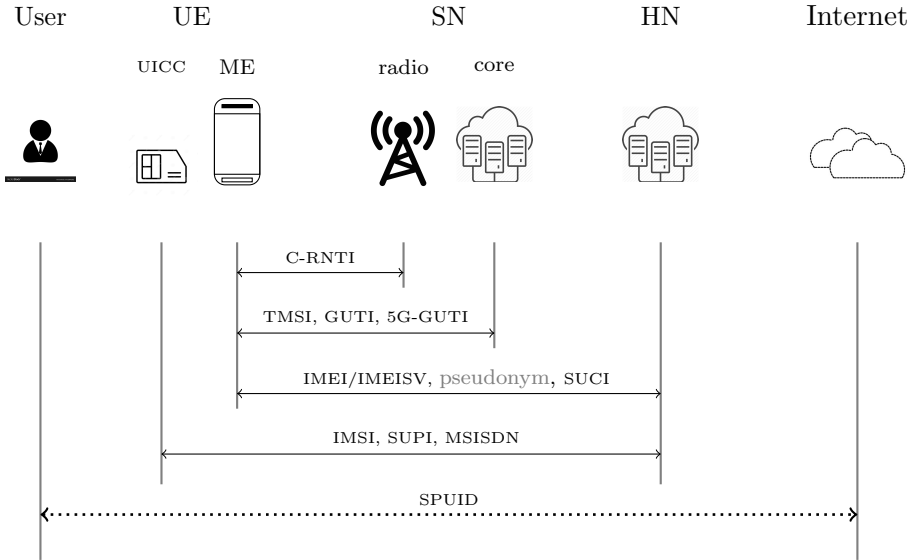 User UE SN HN Internet
UICC ME radio core
C-RNTI
TMSI, GUTI, 5G-GUTI
IMEI/IMEISV, pseudonym, SUCI
IMSI, SUPI, MSISDN
SPUID